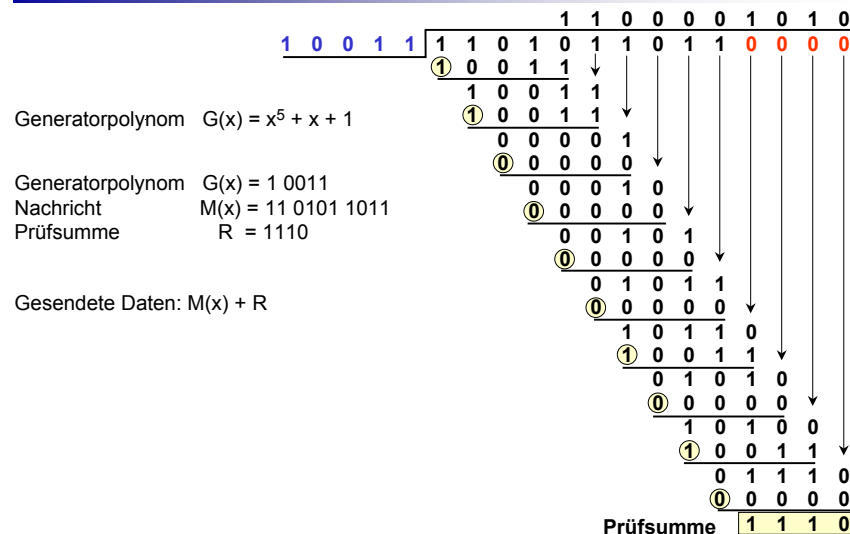 1 1 0 0 0 0 1 0 1 0
1 0 0 1 1 1 1 0 1 0 1 1 0 1 1 0 0 0 0
1 0 0 1 1
1 0 0 1 1
Generatorpolynom G(x) = x5 + x + 1
1 0 0 1 1
0 0 0 0 1
0 0 0 0 0
Generatorpolynom G(x) = 1 0011
0 0 0 1 0
Nachricht M(x) = 11 0101 1011
0 0 0 0 0
Prüfsumme R = 1110
0 0 1 0 1
0 0 0 0 0
0 1 0 1 1
Gesendete Daten: M(x) + R
0 0 0 0 0
1 0 1 1 0
1 0 0 1 1
0 1 0 1 0
0 0 0 0 0
1 0 1 0 0
1 0 0 1 1
0 1 1 1 0
0 0 0 0 0
Prüfsumme 1 1 1 0